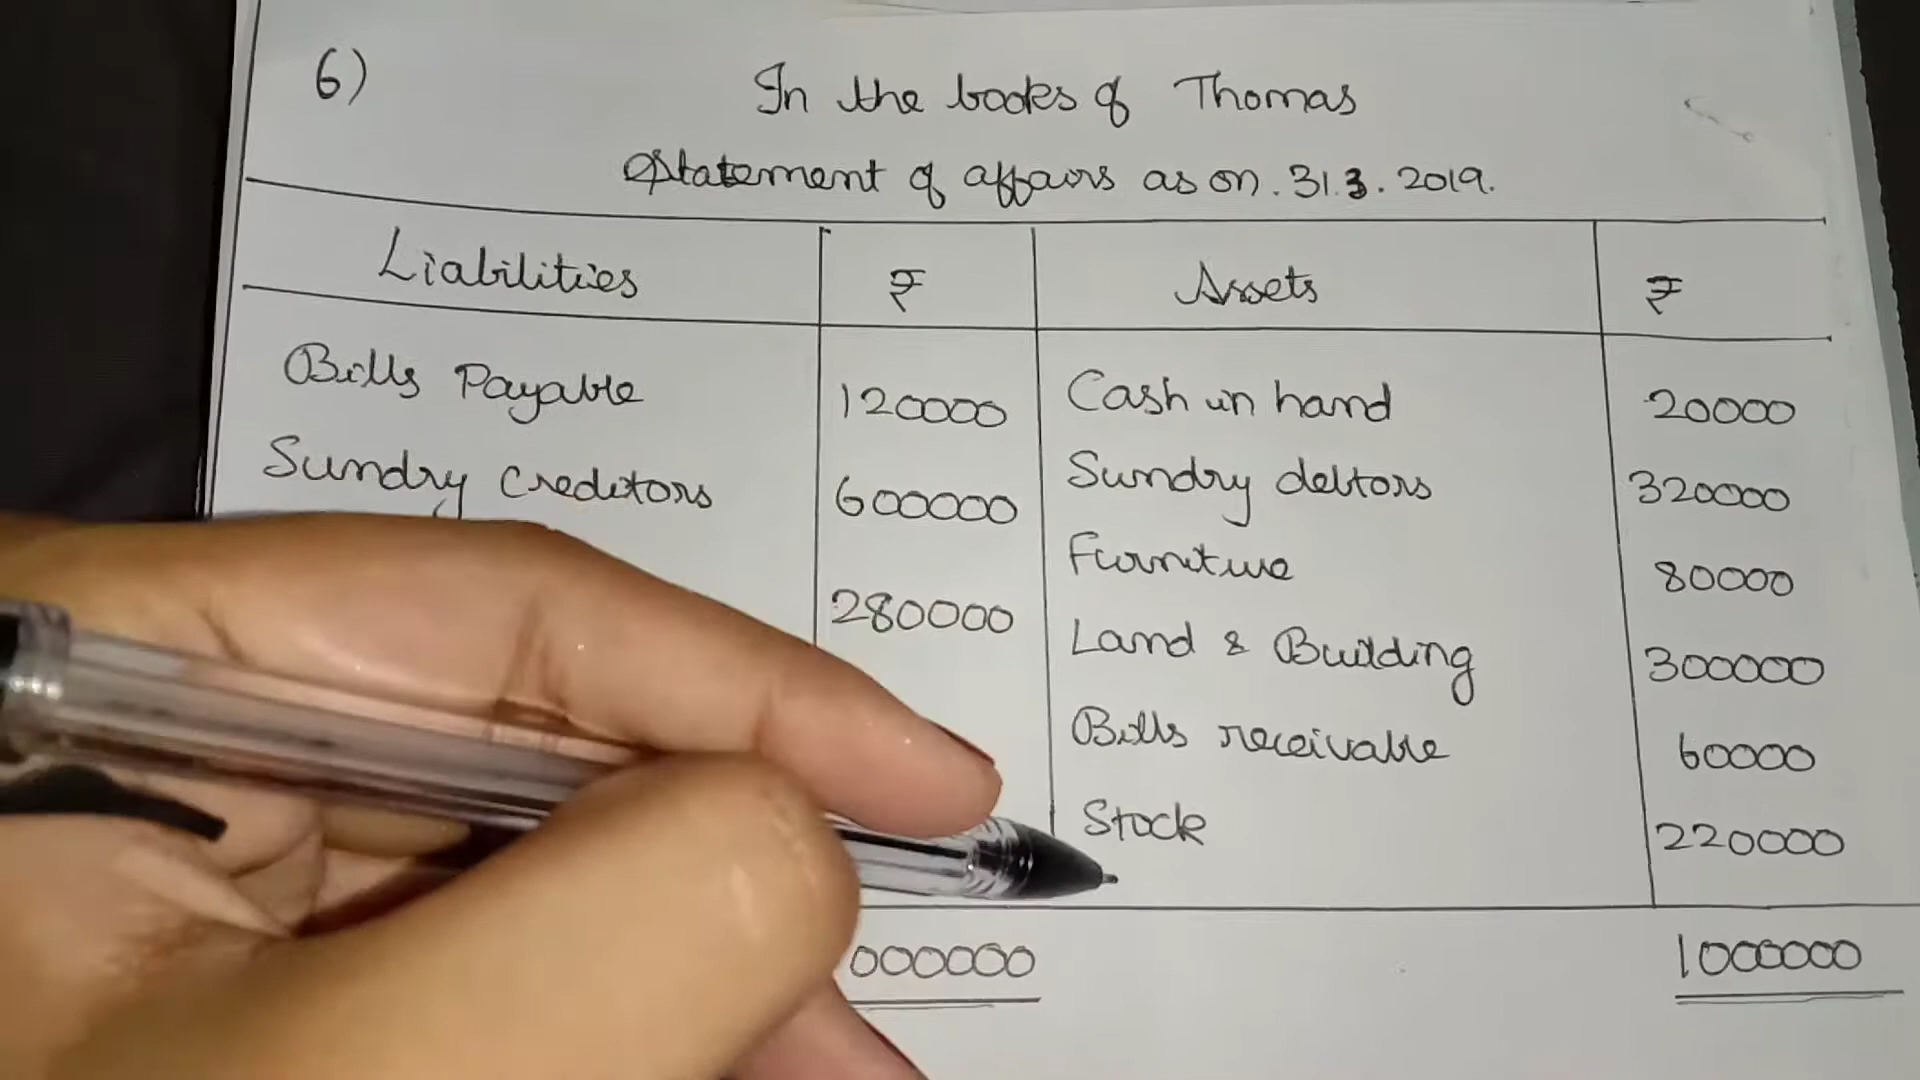 6)
In the books of Thomas
Statement of affairs as on. 31.3.2019.
Liabilities ₹ Assets ₹
Bills Payable 120000 Cash in hand 20000
Sundry Creditors 600000 Sundry debtors 320000
Furniture 80000
280000 Land & Building 300000
Bills receivable 60000
Stock 220000
000000 1000000